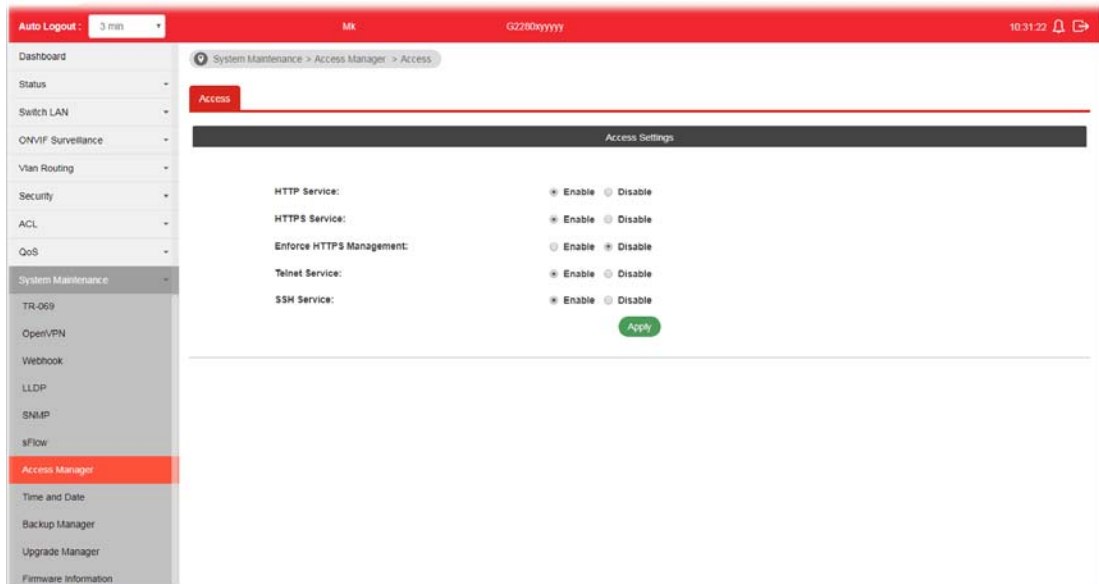 Auto Logout : 3 min Mk G2280xyyyyy 10:31:22
System Maintenance > Access Manager > Access
Dashboard
Status
Switch LAN
ONVIF Surveillance
Vlan Routing
Security
ACL
QoS
System Maintenance
TR-069
OpenVPN
Webhook
LLDP
SNMP
sFlow
Access Manager
Time and Date
Backup Manager
Upgrade Manager
Firmware Information
Access
Access Settings
HTTP Service: Enable Disable
HTTPS Service: Enable Disable
Enforce HTTPS Management: Enable Disable
Telnet Service: Enable Disable
SSH Service: Enable Disable
Apply